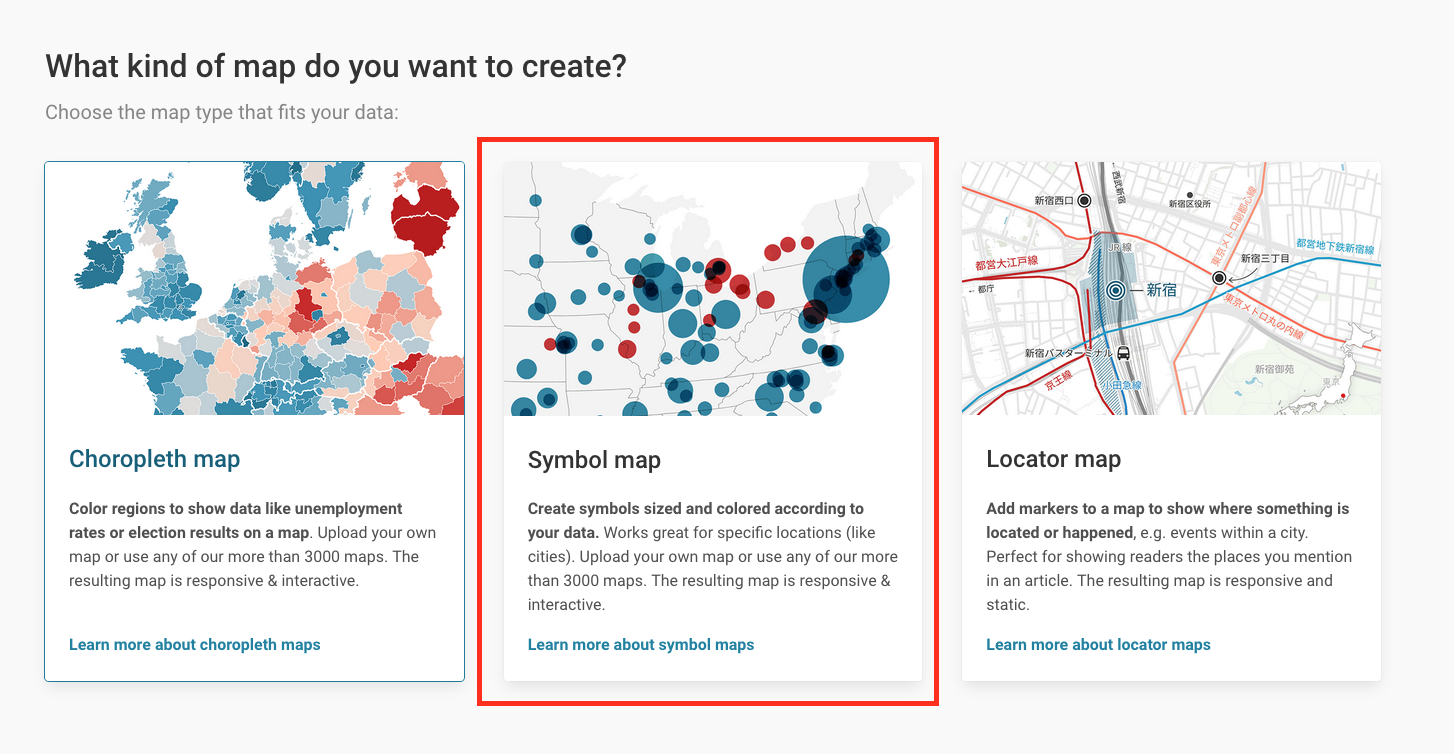 What kind of map do you want to create?
Choose the map type that fits your data:
Choropleth map
Color regions to show data like unemployment
rates or election results on a map. Upload your own
map or use any of our more than 3000 maps. The
resulting map is responsive & interactive.
Learn more about choropleth maps
Symbol map
Create symbols sized and colored according to
your data. Works great for specific locations (like
cities). Upload your own map or use any of our more
than 3000 maps. The resulting map is responsive &
interactive.
Learn more about symbol maps
西武新宿
新宿西口
新宿区役所
東京メトロ副都心線
JR線
都営地下鉄新宿線
都営大江戸線
新宿三丁目
← 都庁
新宿
東京メトロ丸の内線
新宿バスターミナル
京王線
小田急線
新宿御苑
東京
Locator map
Add markers to a map to show where something is
located or happened, e.g. events within a city.
Perfect for showing readers the places you mention
in an article. The resulting map is responsive and
static.
Learn more about locator maps